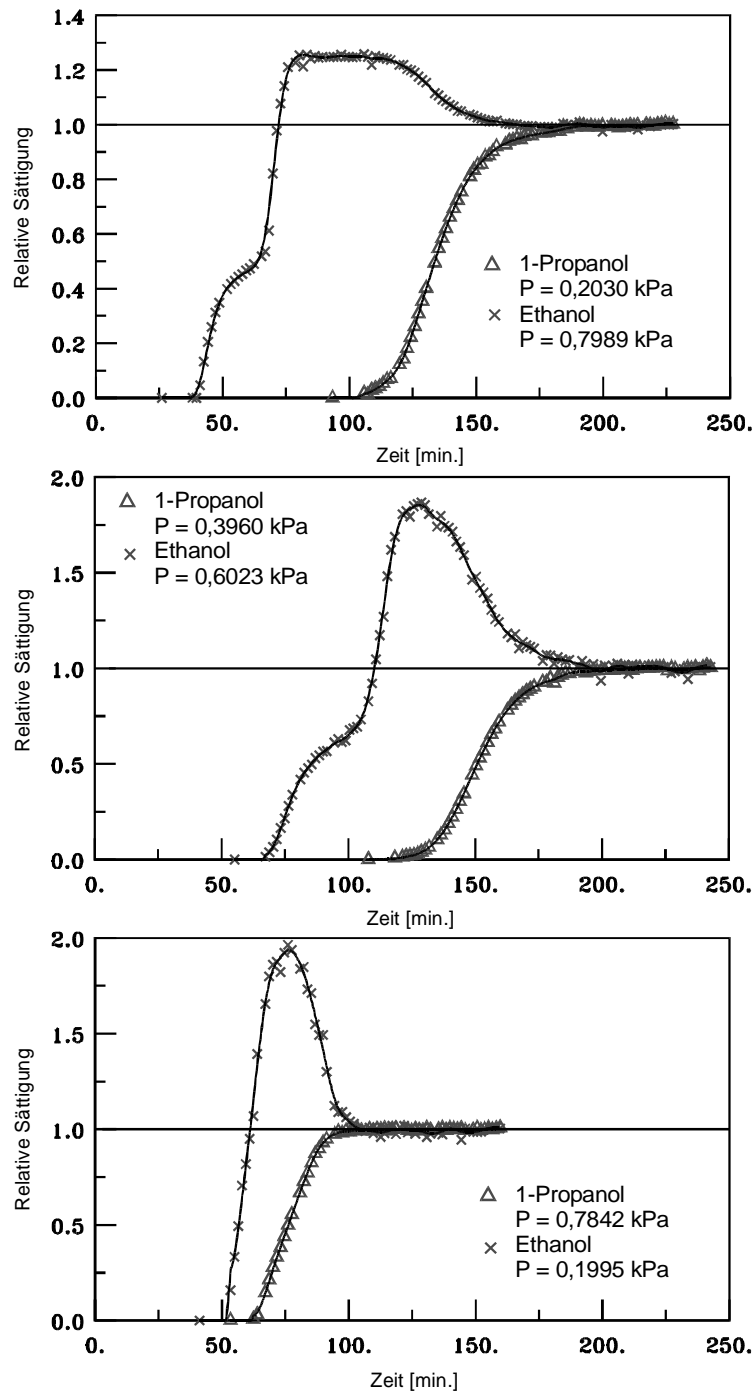 1.4
1.2
1.0
0.8
0.6
0.4
0.2
0.0
Relative Sättigung
1-Propanol
P = 0,2030 kPa
Ethanol
P = 0,7989 kPa
0. 50. 100. 150. 200. 250.
Zeit [min.]
2.0
1.5
1.0
0.5
0.0
Relative Sättigung
1-Propanol
P = 0,3960 kPa
Ethanol
P = 0,6023 kPa
0. 50. 100. 150. 200. 250.
Zeit [min.]
2.0
1.5
1.0
0.5
0.0
Relative Sättigung
1-Propanol
P = 0,7842 kPa
Ethanol
P = 0,1995 kPa
0. 50. 100. 150. 200. 250.
Zeit [min.]